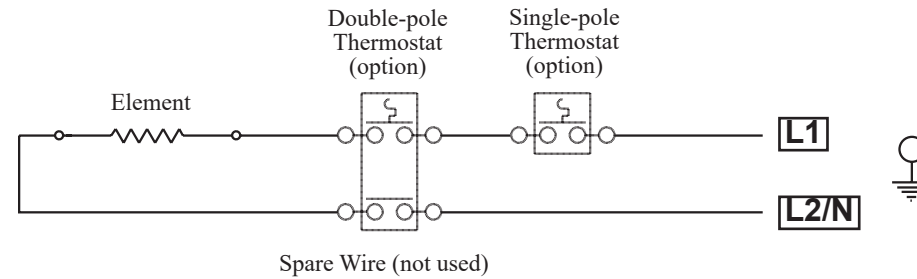 Double-pole
Thermostat
(option)
Single-pole
Thermostat
(option)
Element
L1
L2/N
Spare Wire (not used)